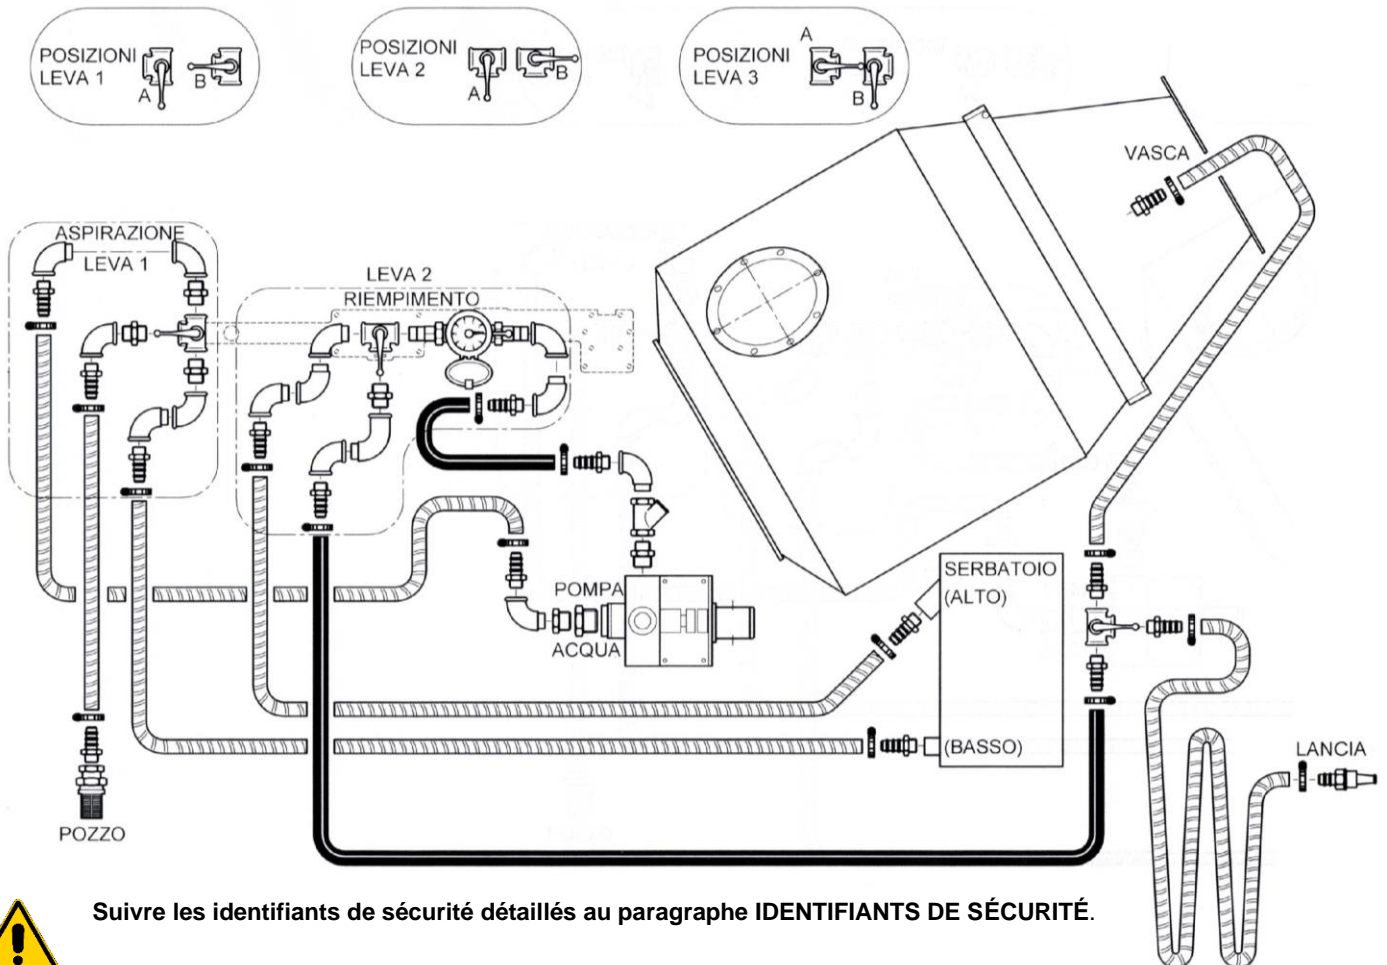 POSIZIONI
LEVA 1
A
B
POSIZIONI
LEVA 2
A
B
POSIZIONI
LEVA 3
A
B
VASCA
ASPIRAZIONE
LEVA 1
LEVA 2
RIEMPIMENTO
POMPA
ACQUA
SERBATOIO
(ALTO)
(BASSO)
LANCIA
POZZO
Suivre les identifiants de sécurité détaillés au paragraphe IDENTIFIANTS DE SÉCURITÉ.